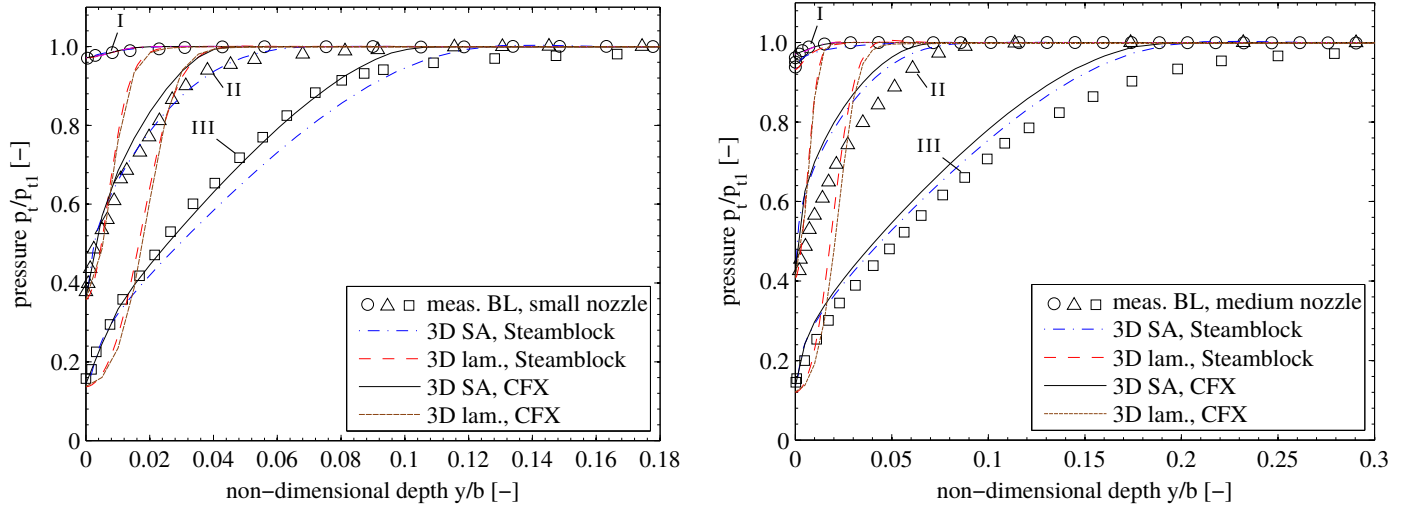 I
1.0
0.8
0.6
0.4
0.2
0
II
III
pressure p_t/p_t1 [−]
meas. BL, small nozzle
3D SA, Steamblock
3D lam., Steamblock
3D SA, CFX
3D lam., CFX
0 0.02 0.04 0.06 0.08 0.1 0.12 0.14 0.16 0.18
non−dimensional depth y/b [−]
I
1.0
0.8
0.6
0.4
0.2
0
II
III
pressure p_t/p_t1 [−]
meas. BL, medium nozzle
3D SA, Steamblock
3D lam., Steamblock
3D SA, CFX
3D lam., CFX
0 0.05 0.1 0.15 0.2 0.25 0.3
non−dimensional depth y/b [−]